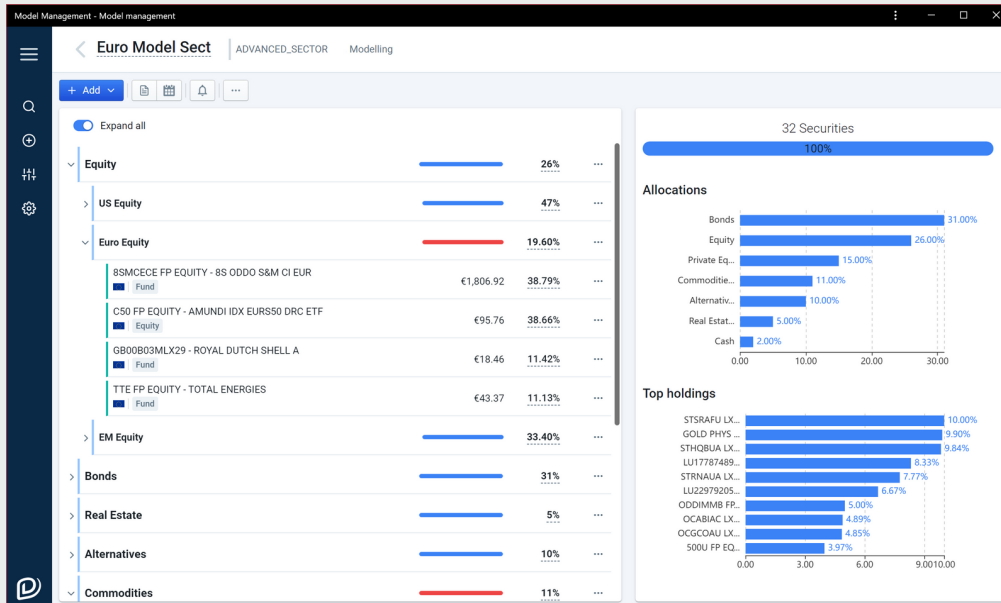 Model Management - Model management
Euro Model Sect
ADVANCED_SECTOR
Modelling
+ Add
Expand all
Equity 26%
US Equity 47%
Euro Equity 19.60%
8SMCECE FP EQUITY - 8S ODDO S&M CI EUR
Fund
€1,806.92 38.79%
C50 FP EQUITY - AMUNDI IDX EURS50 DRC ETF
Equity
€95.76 38.66%
GB00B03MLX29 - ROYAL DUTCH SHELL A
Fund
€18.46 11.42%
TTE FP EQUITY - TOTAL ENERGIES
Fund
€43.37 11.13%
EM Equity 33.40%
Bonds 31%
Real Estate 5%
Alternatives 10%
Commodities 11%
32 Securities
100%
Allocations
Bonds 31.00%
Equity 26.00%
Private Eq... 15.00%
Commoditie... 11.00%
Alternativ... 10.00%
Real Estat... 5.00%
Cash 2.00%
0.00 10.00 20.00 30.00
Top holdings
STSRAFU LX... 10.00%
GOLD PHYS ... 9.90%
STHQBUA LX... 9.84%
LU17787489... 8.33%
STRNAUA LX... 7.77%
LU22979205... 6.67%
ODDIMMB FP... 5.00%
OCABIAC LX... 4.89%
OCGCOAU LX... 4.85%
500U FP EQ... 3.97%
0.00 3.00 6.00 9.00 10.00